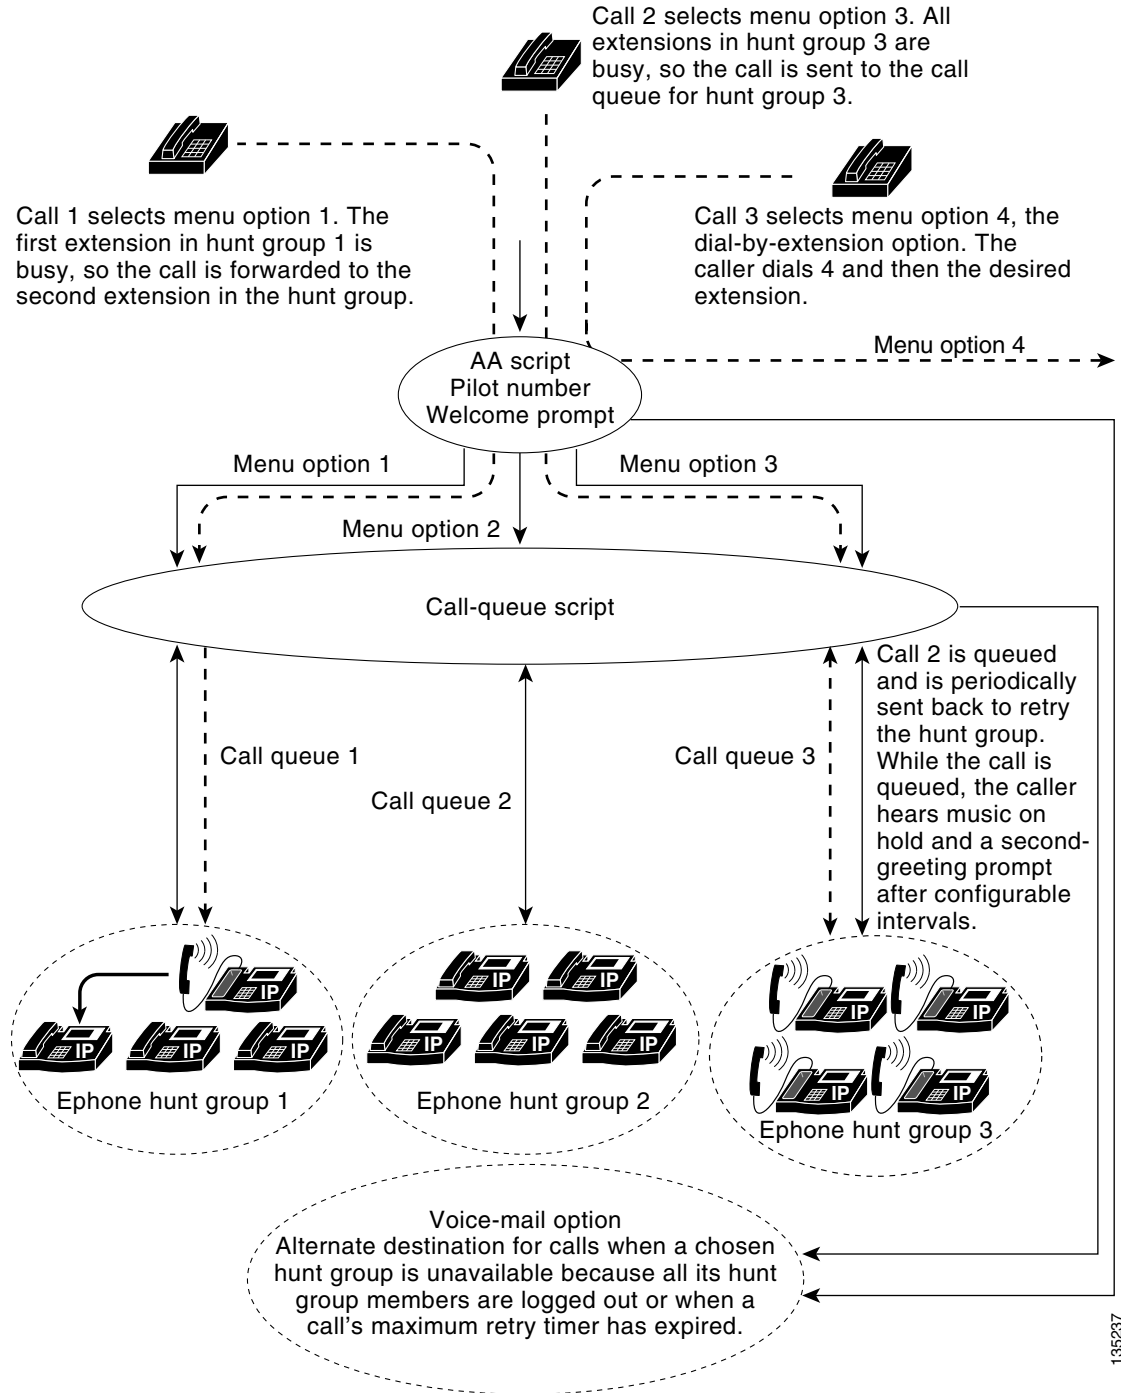 Call 2 selects menu option 3. All
extensions in hunt group 3 are
busy, so the call is sent to the call
queue for hunt group 3.
Call 1 selects menu option 1. The
first extension in hunt group 1 is
busy, so the call is forwarded to the
second extension in the hunt group.
Call 3 selects menu option 4, the
dial-by-extension option. The
caller dials 4 and then the desired
extension.
AA script
Pilot number
Welcome prompt
Menu option 4
Menu option 1
Menu option 3
Menu option 2
Call-queue script
Call 2 is queued
and is periodically
sent back to retry
the hunt group.
While the call is
queued, the caller
hears music on
hold and a second-
greeting prompt
after configurable
intervals.
Call queue 1
Call queue 2
Call queue 3
IP
IP
IP
IP
Ephone hunt group 1
IP
IP
IP
IP
IP
Ephone hunt group 2
IP
IP
IP
IP
Ephone hunt group 3
Voice-mail option
Alternate destination for calls when a chosen
hunt group is unavailable because all its hunt
group members are logged out or when a
call's maximum retry timer has expired.
135237